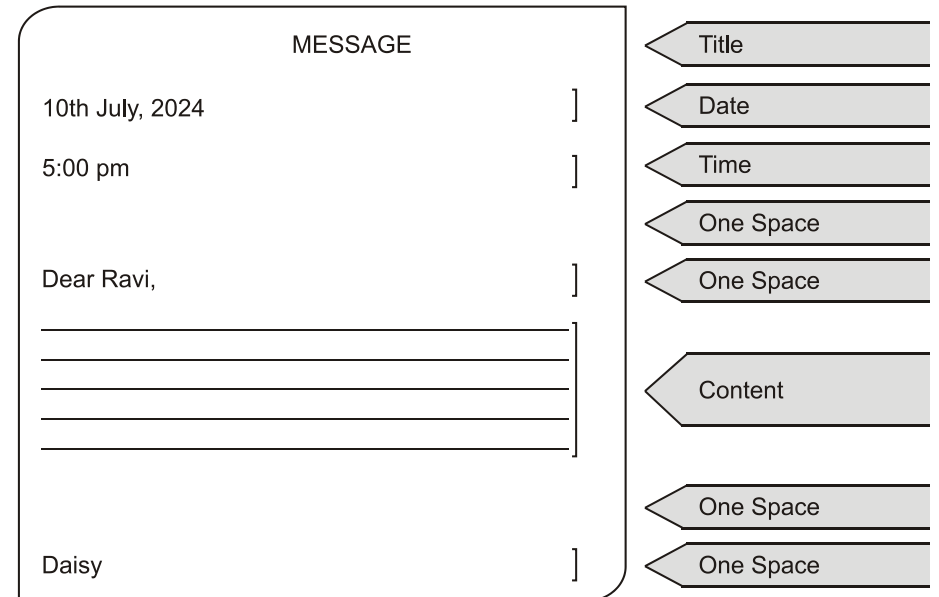 MESSAGE
Title
10th July, 2024
Date
5:00 pm
Time
One Space
Dear Ravi,
One Space
Content
One Space
Daisy
One Space